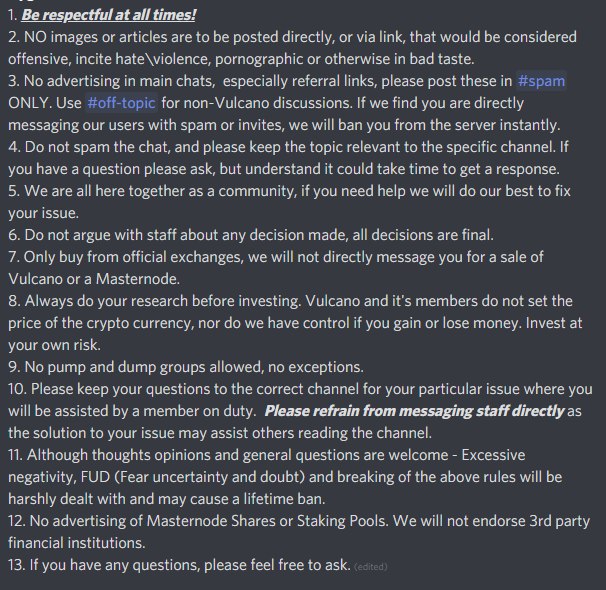 1. Be respectful at all times!
2. NO images or articles are to be posted directly, or via link, that would be considered
offensive, incite hate\violence, pornographic or otherwise in bad taste.
3. No advertising in main chats,  especially referral links, please post these in #spam
ONLY. Use #off-topic for non-Vulcano discussions. If we find you are directly
messaging our users with spam or invites, we will ban you from the server instantly.
4. Do not spam the chat, and please keep the topic relevant to the specific channel. If
you have a question please ask, but understand it could take time to get a response.
5. We are all here together as a community, if you need help we will do our best to fix
your issue.
6. Do not argue with staff about any decision made, all decisions are final.
7. Only buy from official exchanges, we will not directly message you for a sale of
Vulcano or a Masternode.
8. Always do your research before investing. Vulcano and it's members do not set the
price of the crypto currency, nor do we have control if you gain or lose money. Invest at
your own risk.
9. No pump and dump groups allowed, no exceptions.
10. Please keep your questions to the correct channel for your particular issue where you
will be assisted by a member on duty.  Please refrain from messaging staff directly as
the solution to your issue may assist others reading the channel.
11. Although thoughts opinions and general questions are welcome - Excessive
negativity, FUD (Fear uncertainty and doubt) and breaking of the above rules will be
harshly dealt with and may cause a lifetime ban.
12. No advertising of Masternode Shares or Staking Pools. We will not endorse 3rd party
financial institutions.
13. If you have any questions, please feel free to ask. (edited)